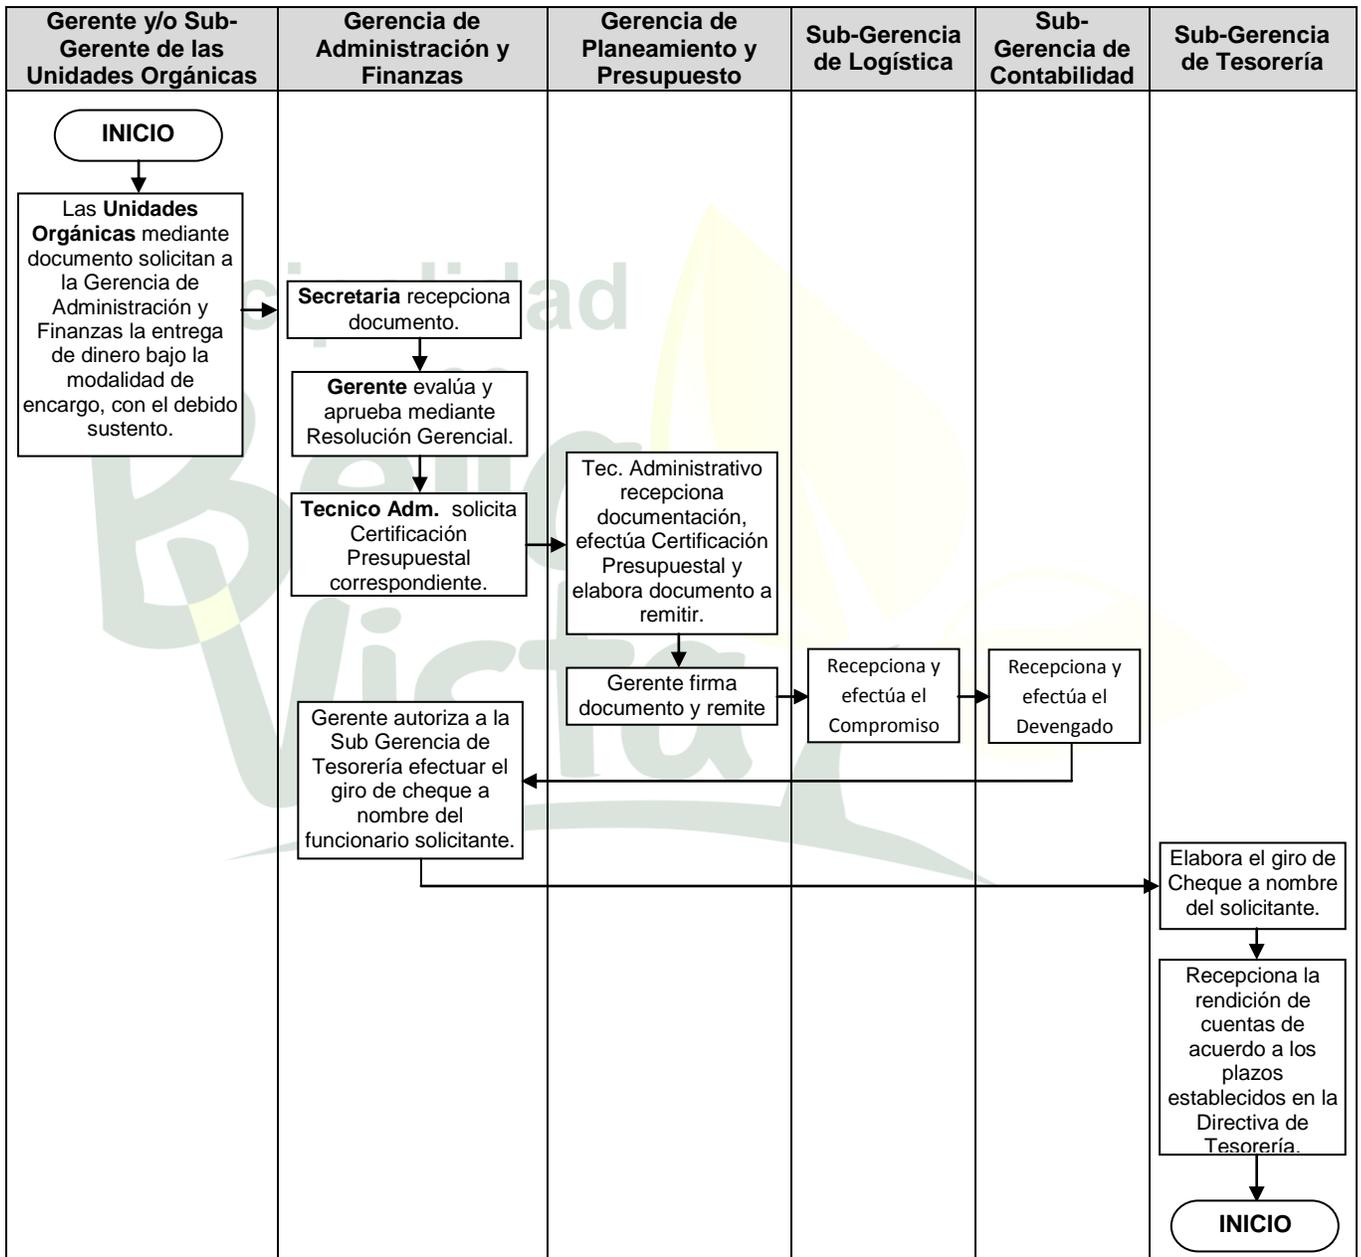 Gerente y/o Sub-
Gerente de las
Unidades Orgánicas
Gerencia de
Administración y
Finanzas
Gerencia de
Planeamiento y
Presupuesto
Sub-Gerencia
de Logística
Sub-
Gerencia de
Contabilidad
Sub-Gerencia
de Tesorería
INICIO
Las Unidades
Orgánicas mediante
documento solicitan a
la Gerencia de
Administración y
Finanzas la entrega
de dinero bajo la
modalidad de
encargo, con el debido
sustento.
Secretaria recepciona
documento.
Gerente evalúa y
aprueba mediante
Resolución Gerencial.
Tecnico Adm. solicita
Certificación
Presupuestal
correspondiente.
Tec. Administrativo
recepciona
documentación,
efectúa Certificación
Presupuestal y
elabora documento a
remitir.
Gerente firma
documento y remite
Recepciona y
efectúa el
Compromiso
Recepciona y
efectúa el
Devengado
Gerente autoriza a la
Sub Gerencia de
Tesorería efectuar el
giro de cheque a
nombre del
funcionario solicitante.
Elabora el giro de
Cheque a nombre
del solicitante.
Recepciona la
rendición de
cuentas de
acuerdo a los
plazos
establecidos en la
Directiva de
Tesorería.
INICIO
Vista